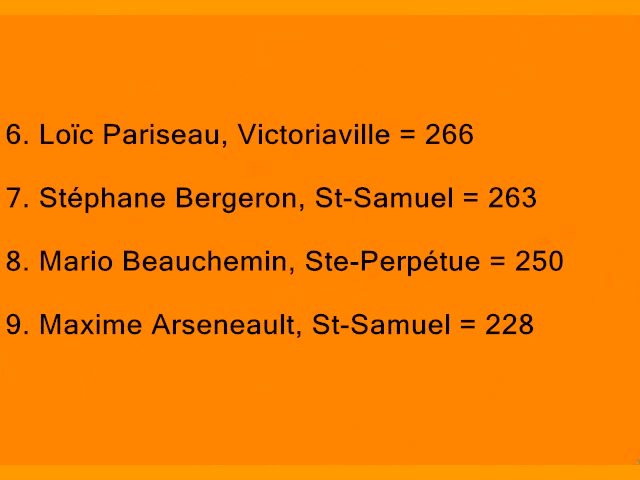 6. Loïc Pariseau, Victoriaville = 266
7. Stéphane Bergeron, St-Samuel = 263
8. Mario Beauchemin, Ste-Perpétue = 250
9. Maxime Arseneault, St-Samuel = 228